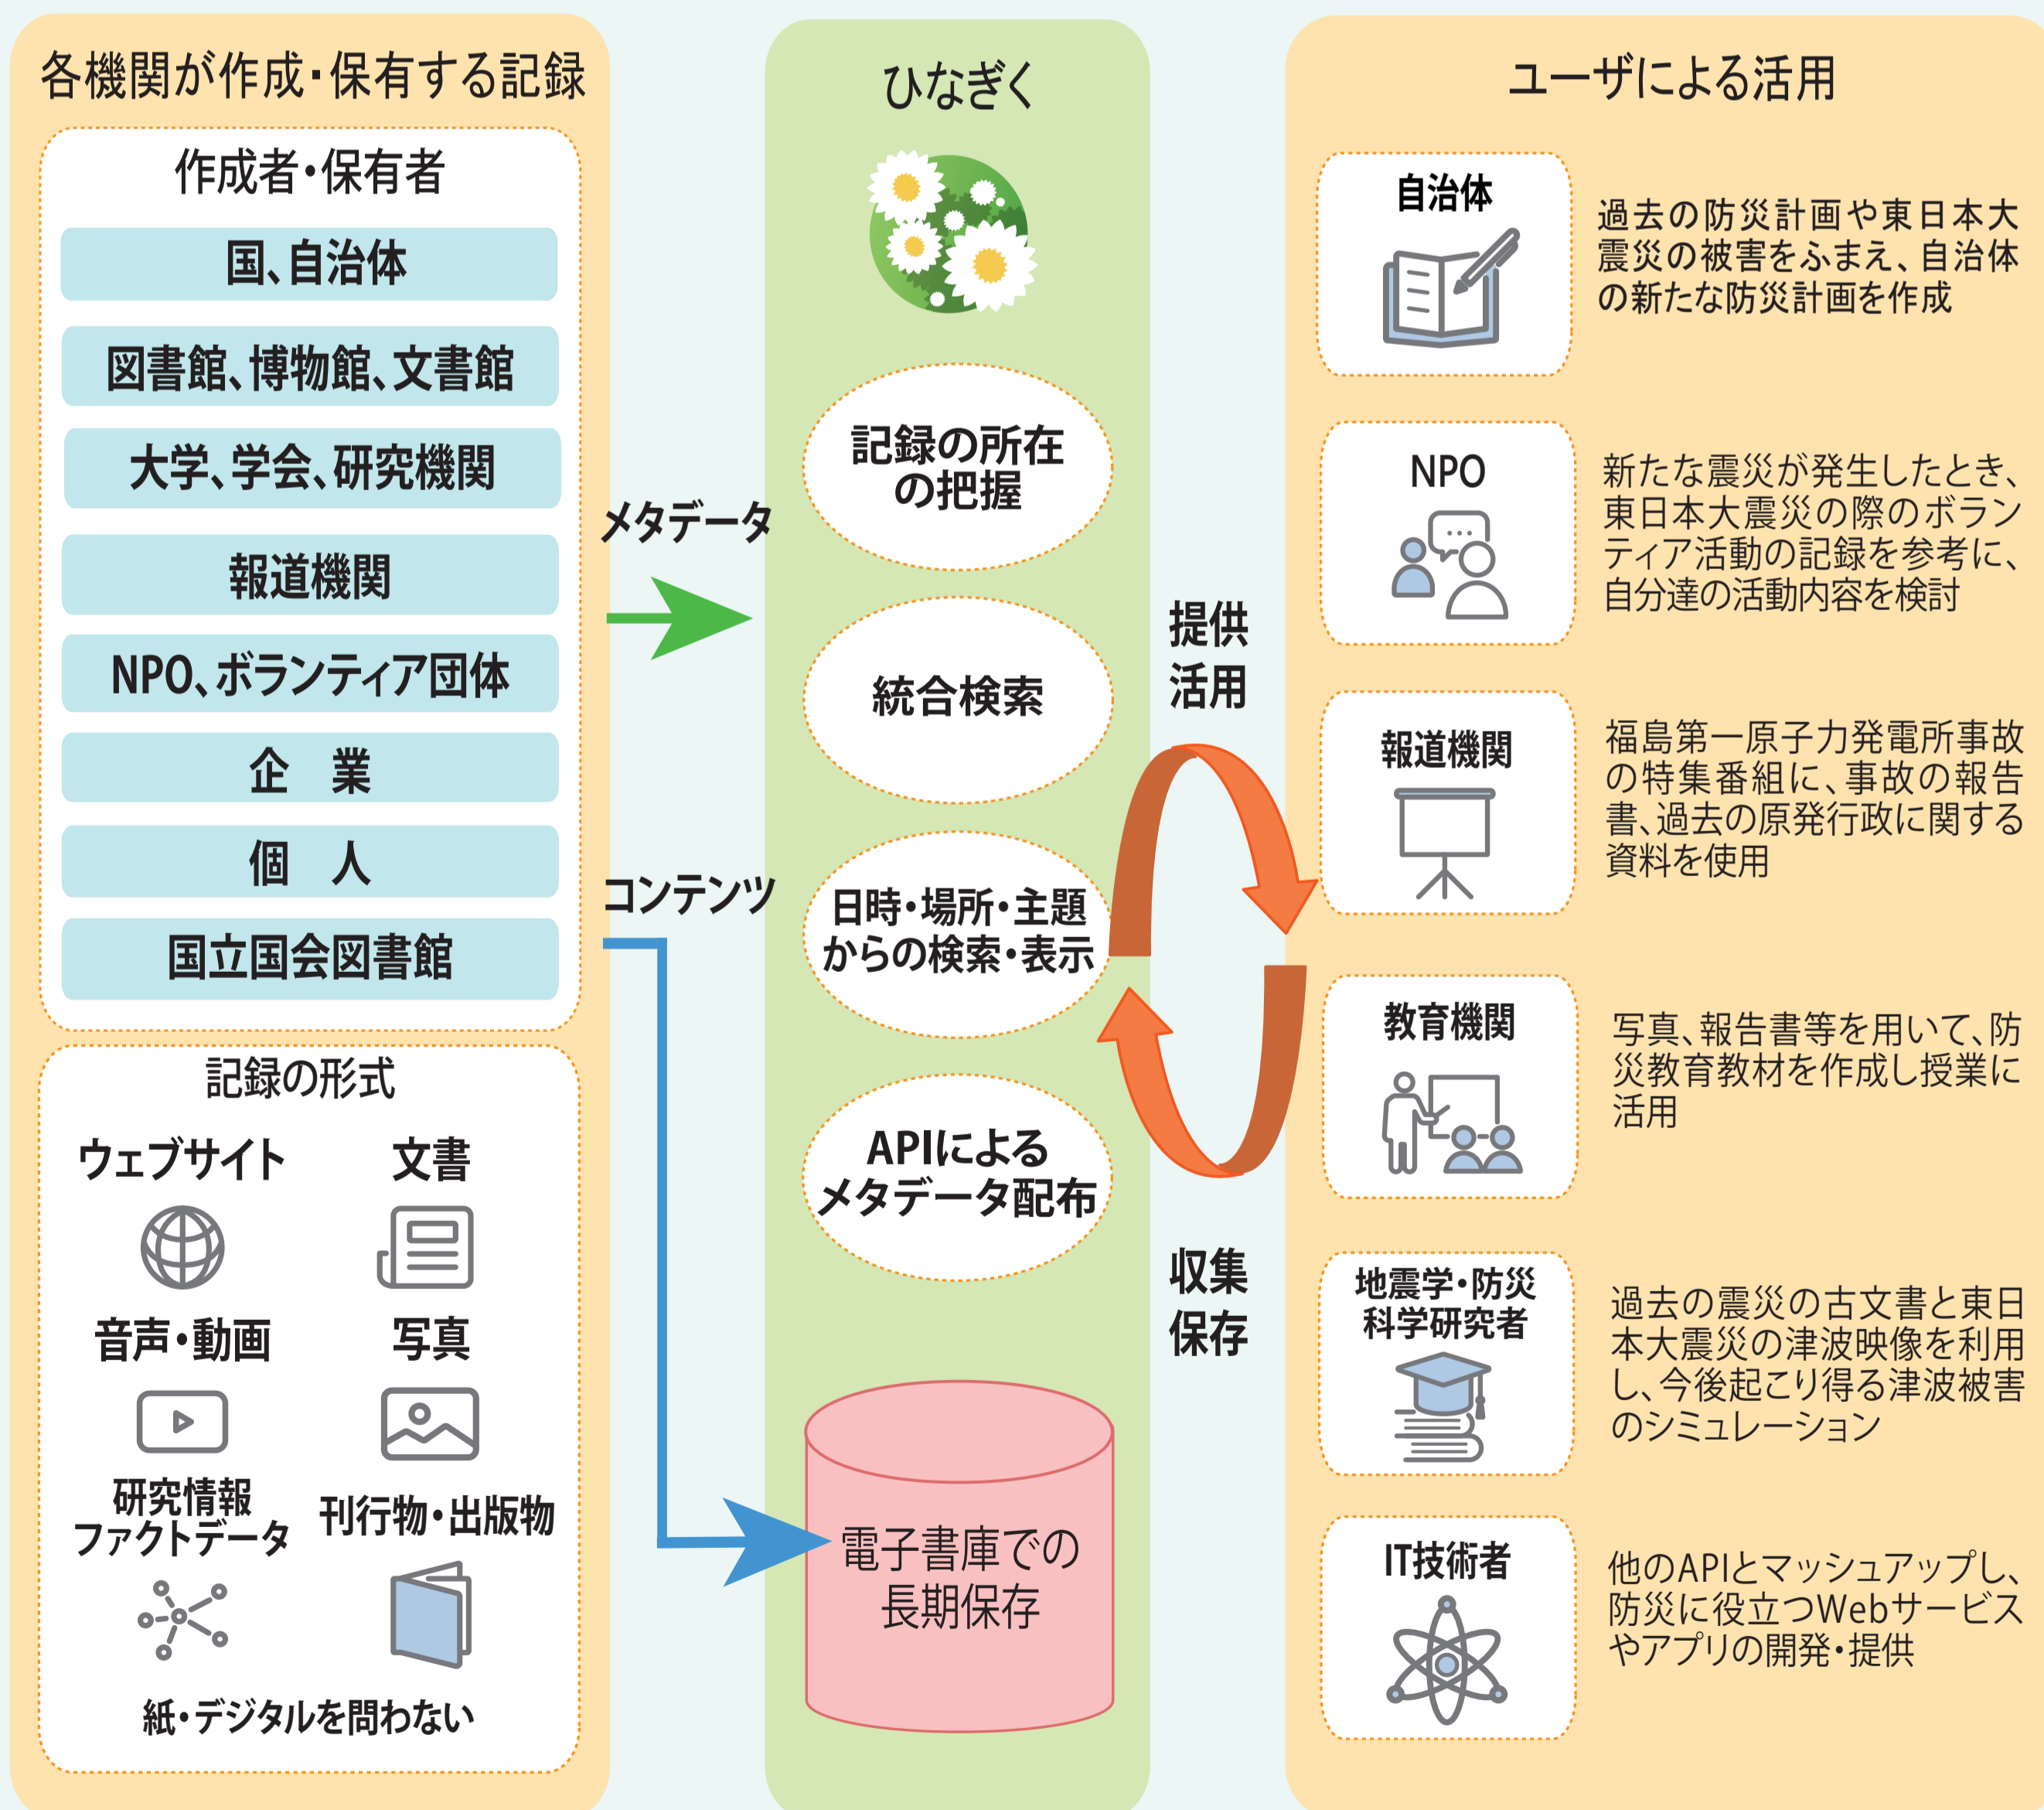 各機関が作成・保有する記録
作成者・保有者
国、自治体
図書館、博物館、文書館
大学、学会、研究機関
報道機関
NPO、ボランティア団体
企　業
個　人
国立国会図書館
記録の形式
ウェブサイト
文書
音声・動画
写真
研究情報
ファクトデータ
刊行物・出版物
紙・デジタルを問わない
メタデータ
コンテンツ
ひなぎく
記録の所在
の把握
統合検索
日時・場所・主題
からの検索・表示
APIによる
メタデータ配布
電子書庫での
長期保存
提供
活用
収集
保存
ユーザによる活用
自治体
過去の防災計画や東日本大
震災の被害をふまえ、自治体
の新たな防災計画を作成
NPO
新たな震災が発生したとき、
東日本大震災の際のボラン
ティア活動の記録を参考に、
自分達の活動内容を検討
報道機関
福島第一原子力発電所事故
の特集番組に、事故の報告
書、過去の原発行政に関する
資料を使用
教育機関
写真、報告書等を用いて、防
災教育教材を作成し授業に
活用
地震学・防災
科学研究者
過去の震災の古文書と東日
本大震災の津波映像を利用
し、今後起こり得る津波被害
のシミュレーション
IT技術者
他のAPIとマッシュアップし、
防災に役立つWebサービス
やアプリの開発・提供